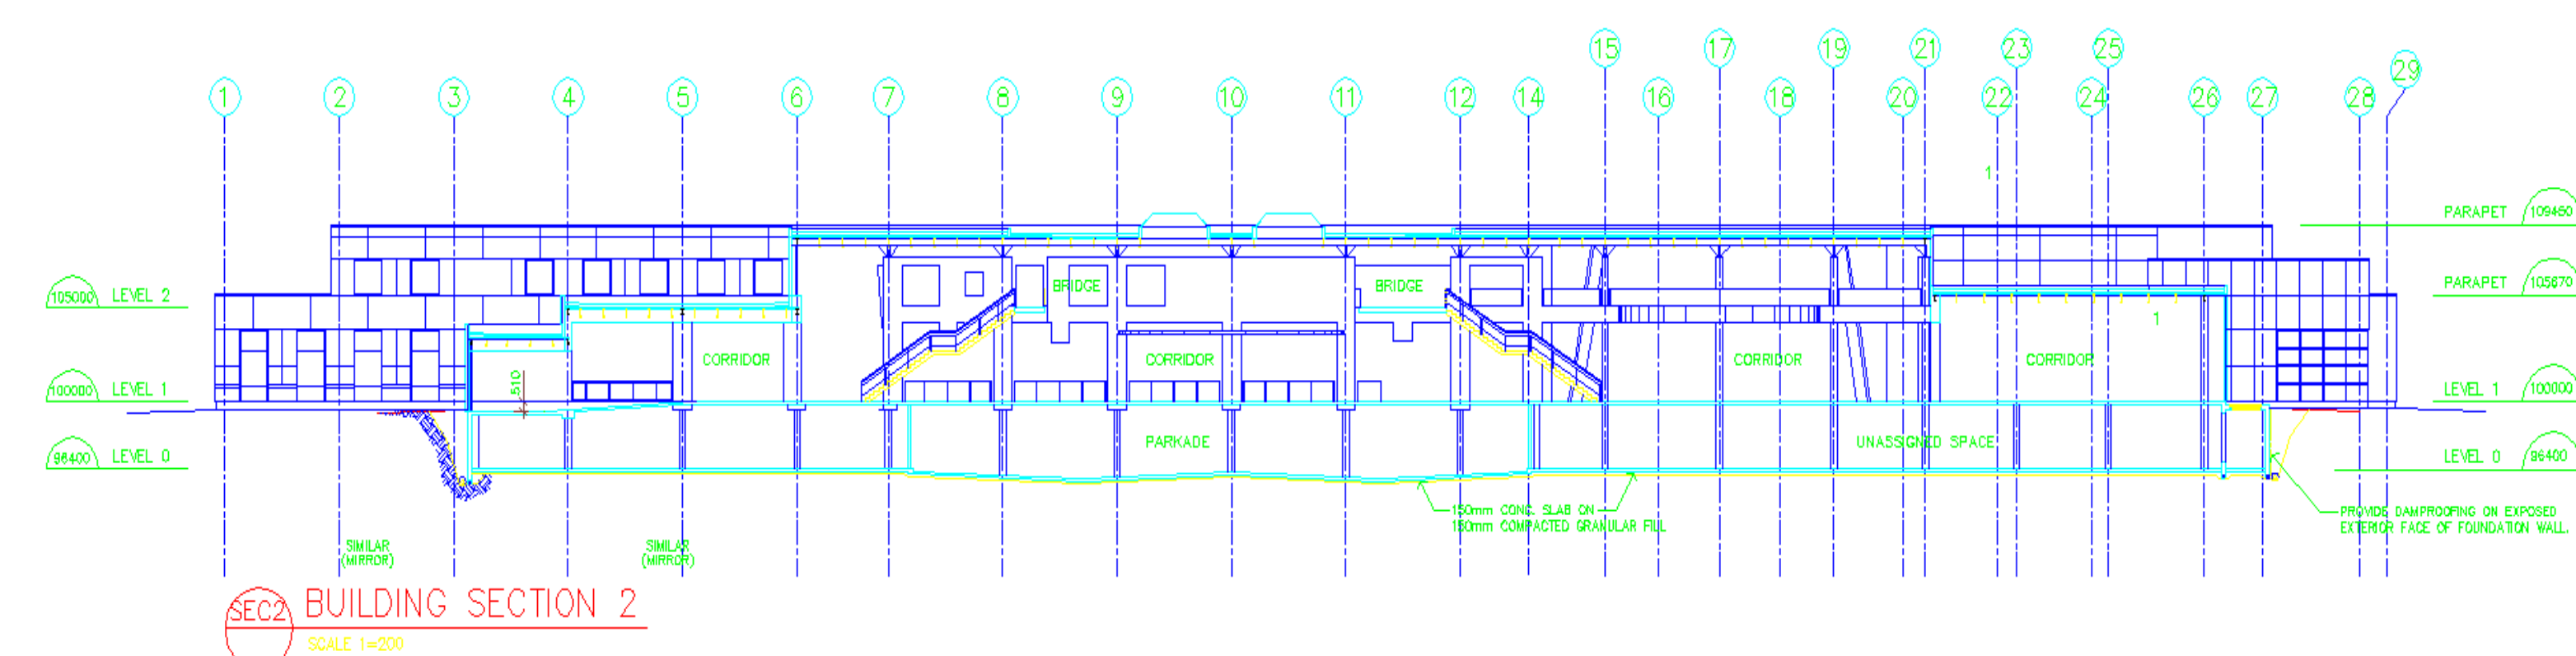 15 17 19 21 23 25 29
1 2 3 4 5 6 7 8 9 10 11 12 14 16 18 20 22 24 26 27 28
1
PARAPET 109460
BRIDGE BRIDGE
PARAPET 105870
105000 LEVEL 2
1
CORRIDOR CORRIDOR CORRIDOR CORRIDOR
510
100000 LEVEL 1
LEVEL 1 100000
PARKADE UNASSIGNED SPACE
96400 LEVEL 0
LEVEL 0 96400
150mm CONC. SLAB ON
150mm COMPACTED GRANULAR FILL
PROVIDE DAMPROOFING ON EXPOSED
EXTERIOR FACE OF FOUNDATION WALL.
SIMILAR
(MIRROR)
SIMILAR
(MIRROR)
SEC2 BUILDING SECTION 2
SCALE 1=200